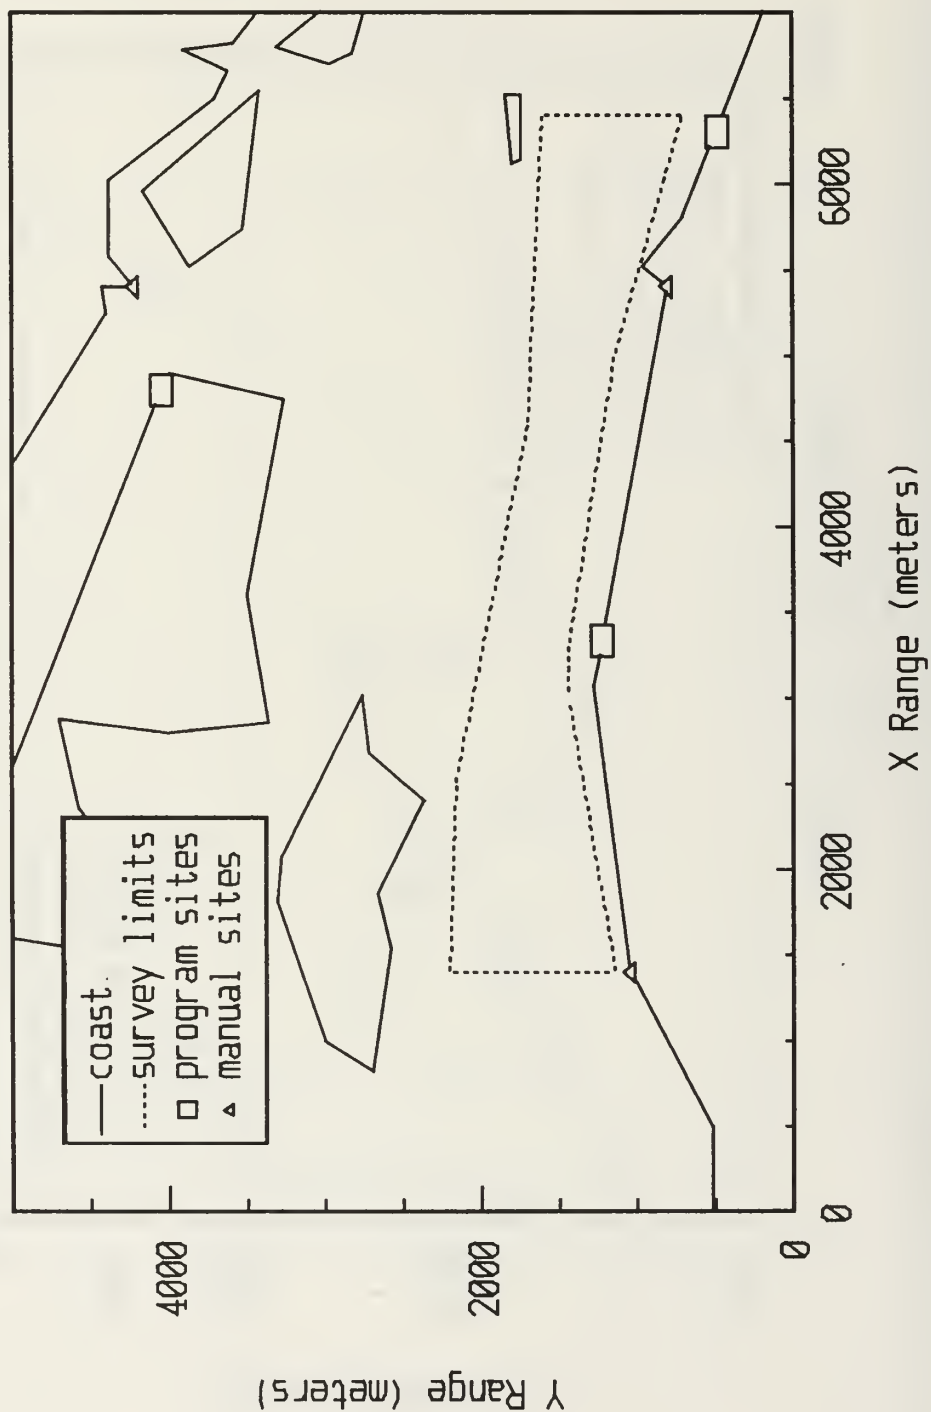 coast
survey limits
program sites
manual sites
4000
2000
0
Y Range (meters)
0
2000
4000
6000
X Range (meters)